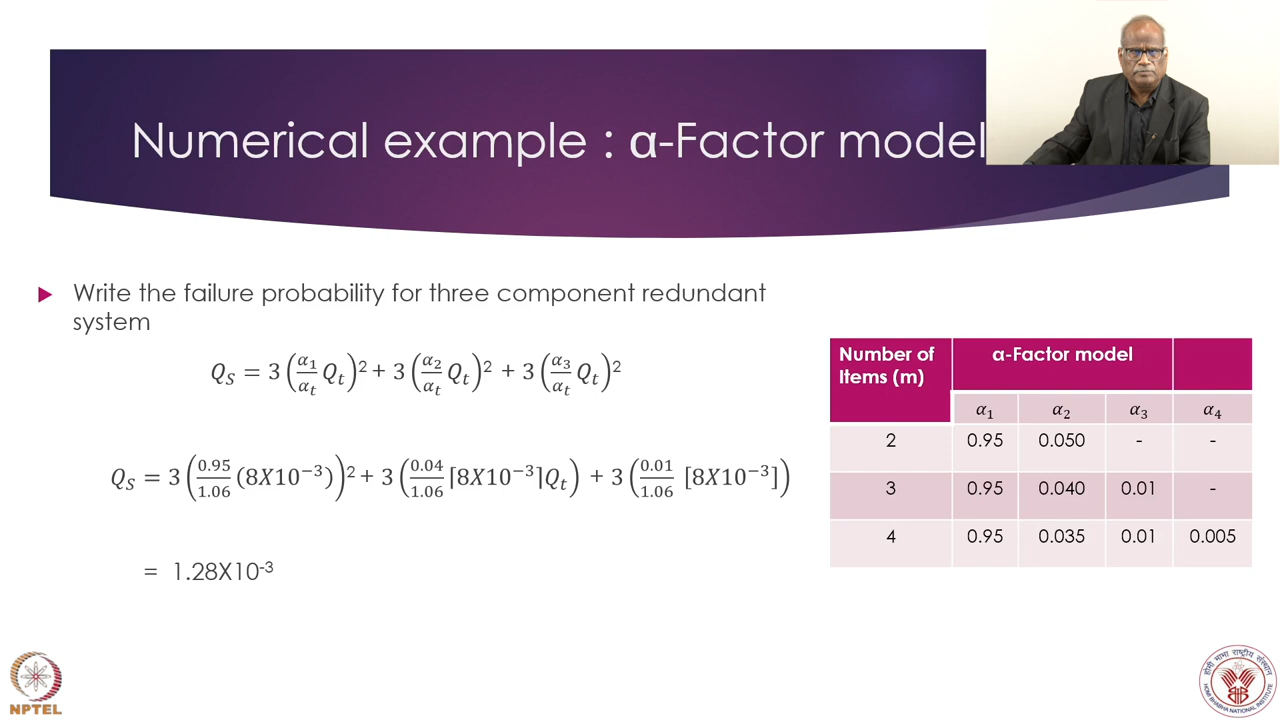 Numerical example : α-Factor model
Write the failure probability for three component redundant
system
Q_S = 3 (α₁/α_t Q_t)² + 3 (α₂/α_t Q_t)² + 3 (α₃/α_t Q_t)²
Q_S = 3 (0.95/1.06 (8X10⁻³))² + 3 (0.04/1.06 ⌈8X10⁻³⌉Q_t) + 3 (0.01/1.06 [8X10⁻³])
= 1.28X10⁻³
Number of Items (m) α-Factor model
α₁ α₂ α₃ α₄
2 0.95 0.050 - -
3 0.95 0.040 0.01 -
4 0.95 0.035 0.01 0.005
NPTEL
होमी भाभा राष्ट्रीय संस्थान
HOMI BHABHA NATIONAL INSTITUTE